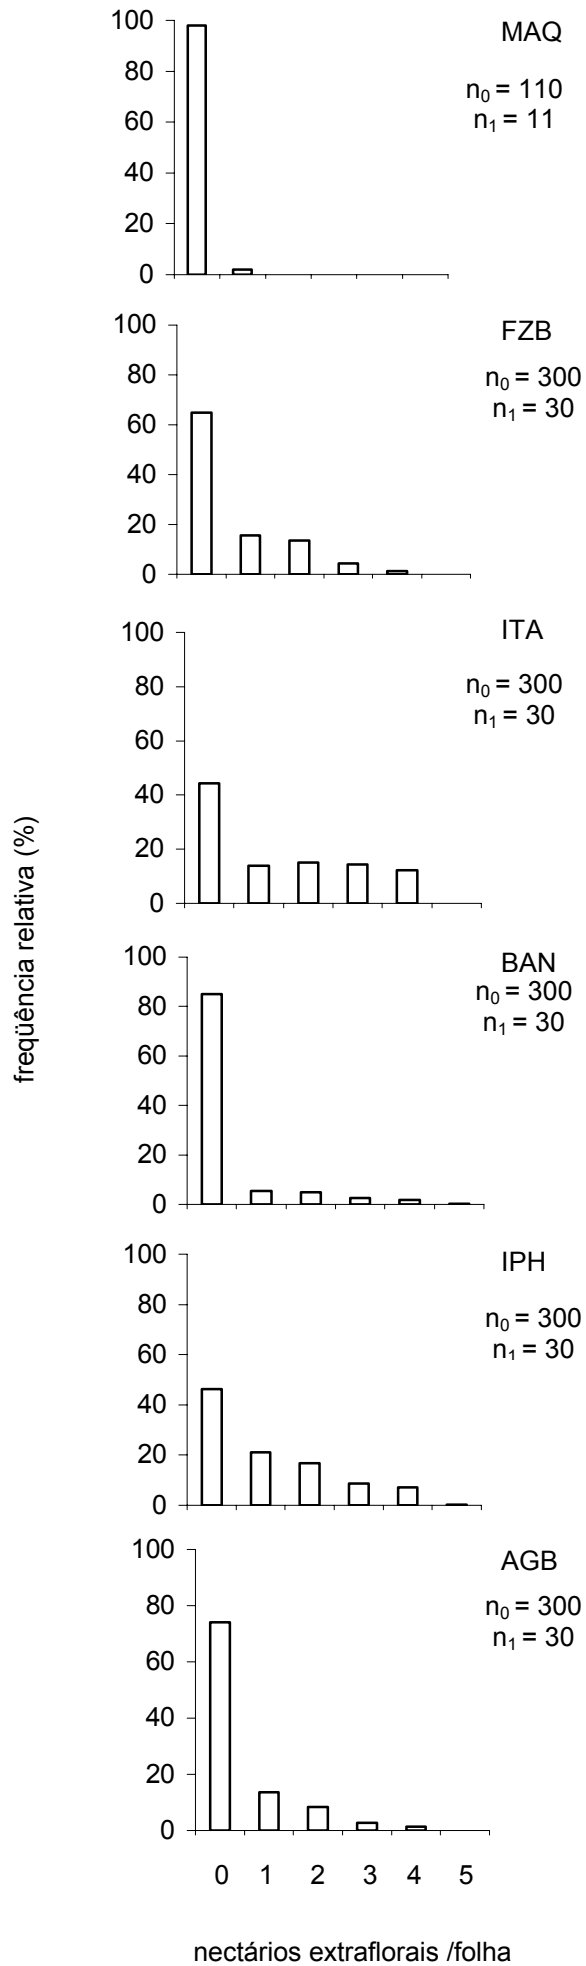 freqüência relativa (%)
100
80
60
40
20
0
MAQ
n₀ = 110
n₁ = 11
100
80
60
40
20
0
FZB
n₀ = 300
n₁ = 30
100
80
60
40
20
0
ITA
n₀ = 300
n₁ = 30
100
80
60
40
20
0
BAN
n₀ = 300
n₁ = 30
100
80
60
40
20
0
IPH
n₀ = 300
n₁ = 30
100
80
60
40
20
0
AGB
n₀ = 300
n₁ = 30
0 1 2 3 4 5
nectários extraflorais /folha